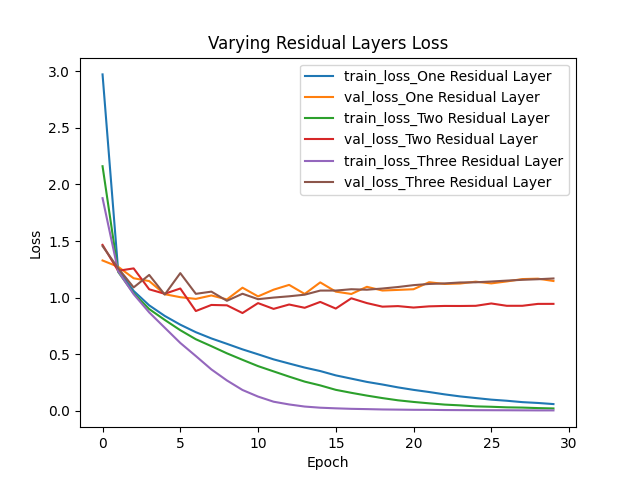 Varying Residual Layers Loss
train_loss_One Residual Layer
val_loss_One Residual Layer
train_loss_Two Residual Layer
val_loss_Two Residual Layer
train_loss_Three Residual Layer
val_loss_Three Residual Layer
3.0
2.5
2.0
1.5
1.0
0.5
0.0
Loss
0 5 10 15 20 25 30
Epoch